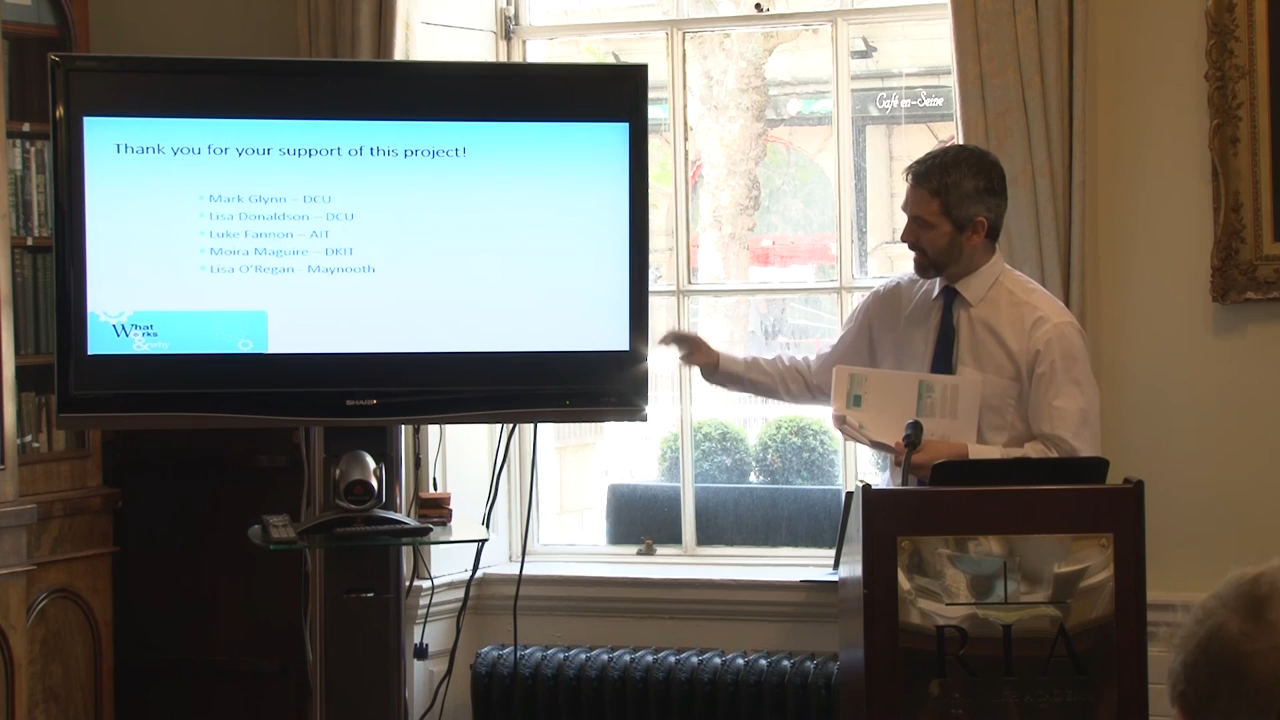 Thank you for your support of this project!
Mark Glynn – DCU
Lisa Donaldson – DCU
Luke Fannon – AIT
Moira Maguire – DKIT
Lisa O'Regan - Maynooth
What
works
&why
SHARP
Café en-Seine
RIA